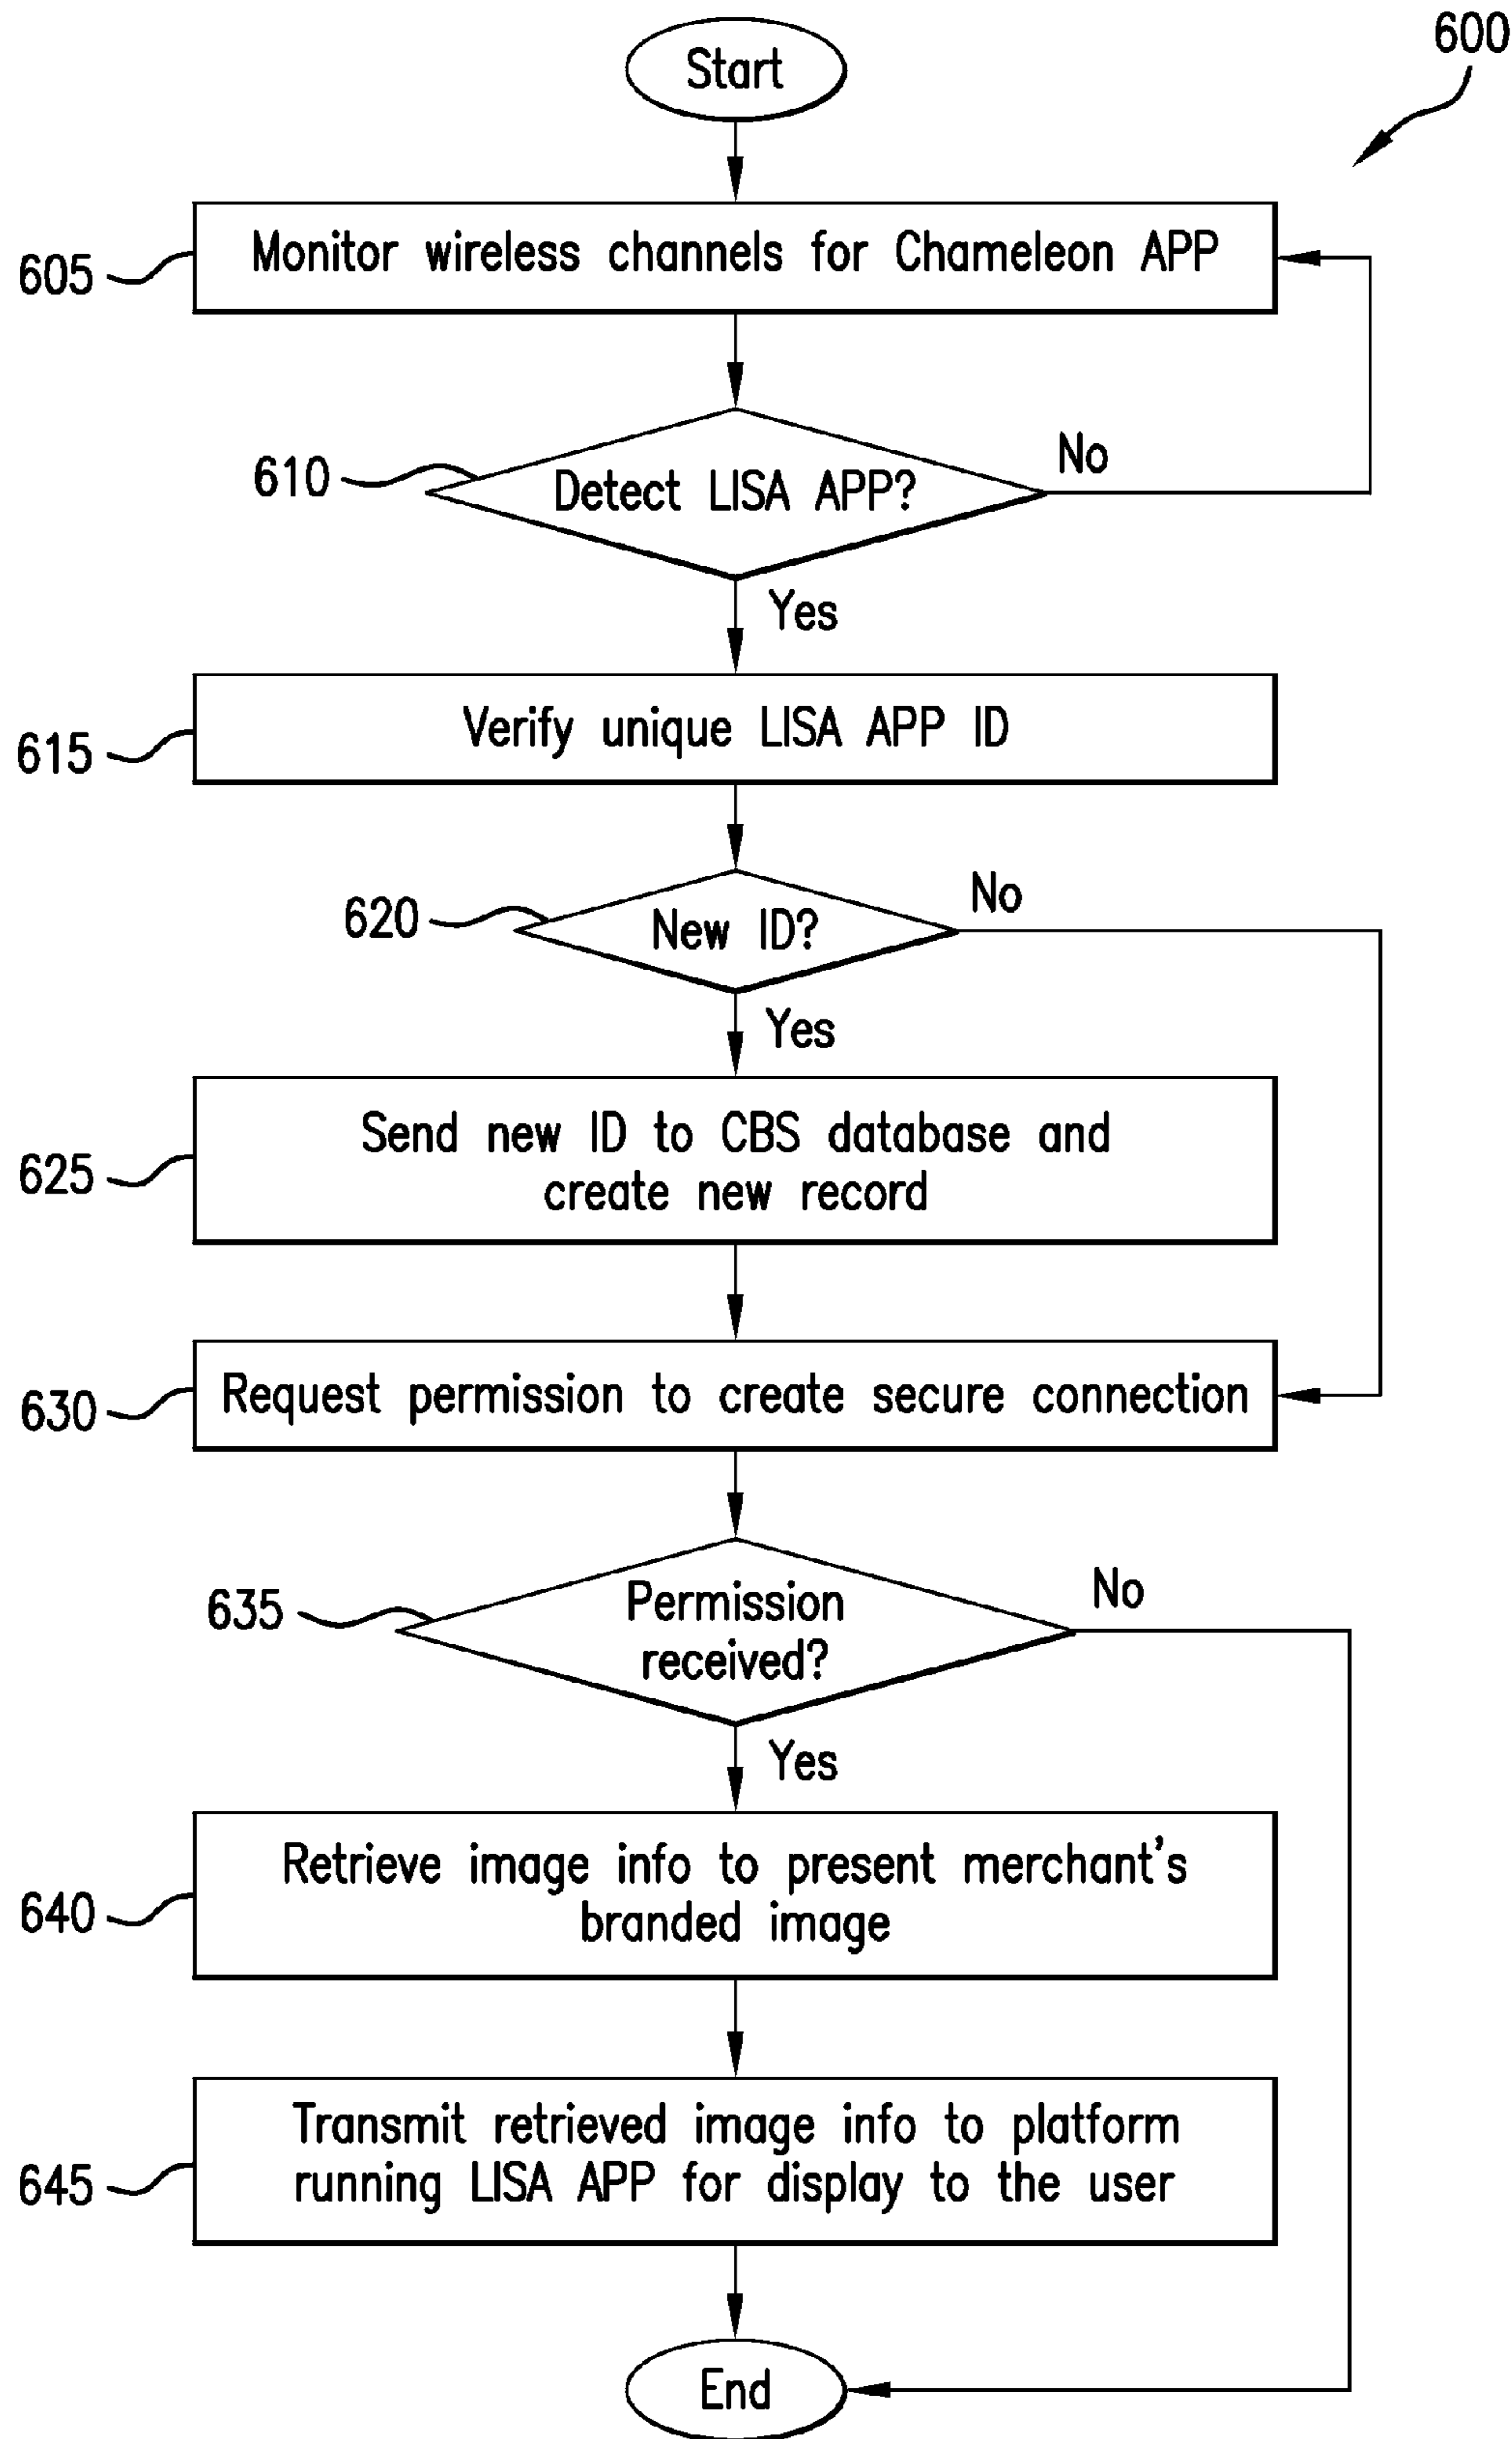 600
Start
605
Monitor wireless channels for Chameleon APP
610
Detect LISA APP?
No
Yes
615
Verify unique LISA APP ID
620
New ID?
No
Yes
625
Send new ID to CBS database and
create new record
630
Request permission to create secure connection
635
Permission
received?
No
Yes
640
Retrieve image info to present merchant's
branded image
645
Transmit retrieved image info to platform
running LISA APP for display to the user
End